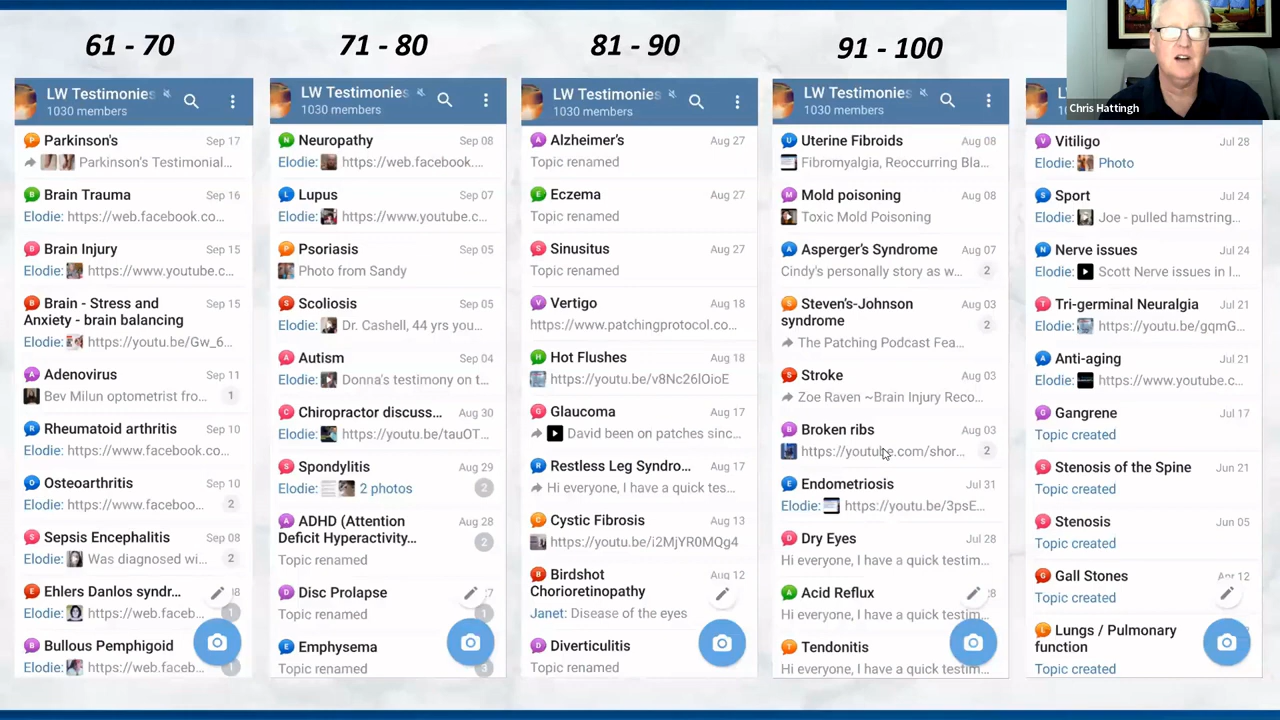 61 - 70
LW Testimonies
1030 members
Parkinson's Sep 17
Parkinson's Testimonial...
Brain Trauma Sep 16
Elodie: https://web.facebook.co...
Brain Injury Sep 15
Elodie: https://www.youtube.c...
Brain - Stress and Sep 15
Anxiety - brain balancing
Elodie: https://youtu.be/Gw_6...
Adenovirus Sep 11
Bev Milun optometrist fro... 1
Rheumatoid arthritis Sep 10
Elodie: https://www.faceboo...
Osteoarthritis Sep 10
Elodie: https://www.faceboo... 2
Sepsis Encephalitis Sep 08
Elodie: Was diagnosed wi... 2
Ehlers Danlos syndr...
Elodie: https://web.faceb... 1
Bullous Pemphigoid
Elodie: https://web.faceb... 1
71 - 80
LW Testimonies
1030 members
Neuropathy Sep 08
Elodie: https://web.facebook....
Lupus Sep 07
Elodie: https://www.youtube.c...
Psoriasis Sep 05
Photo from Sandy
Scoliosis Sep 05
Elodie: Dr. Cashell, 44 yrs you...
Autism Sep 04
Elodie: Donna's testimony on t...
Chiropractor discuss... Aug 30
Elodie: https://youtu.be/tauOT...
Spondylitis Aug 29
Elodie: 2 photos 2
ADHD (Attention Aug 28
Deficit Hyperactivity... 2
Topic renamed
Disc Prolapse
Topic renamed 1
Emphysema
Topic renamed 3
81 - 90
LW Testimonies
1030 members
Alzheimer's Aug 27
Topic renamed
Eczema Aug 27
Topic renamed
Sinusitus Aug 27
Topic renamed
Vertigo Aug 18
https://www.patchingprotocol.co...
Hot Flushes Aug 18
https://youtu.be/v8Nc26lOioE
Glaucoma Aug 17
David been on patches sinc...
Restless Leg Syndro... Aug 17
Hi everyone, I have a quick tes...
Cystic Fibrosis Aug 13
https://youtu.be/i2MjYR0MQg4
Birdshot Aug 12
Chorioretinopathy
Janet: Disease of the eyes
Diverticulitis
Topic renamed
91 - 100
LW Testimonies
1030 members
Uterine Fibroids Aug 08
Fibromyalgia, Reoccurring Bla...
Mold poisoning Aug 08
Toxic Mold Poisoning
Asperger's Syndrome Aug 07
Cindy's personally story as w... 2
Steven's-Johnson Aug 03
syndrome 2
The Patching Podcast Fea...
Stroke Aug 03
Zoe Raven ~Brain Injury Reco...
Broken ribs Aug 03
https://youtube.com/shor... 2
Endometriosis Jul 31
Elodie: https://youtu.be/3psE...
Dry Eyes Jul 28
Hi everyone, I have a quick testim...
Acid Reflux
Hi everyone, I have a quick testim...
Tendonitis
Hi everyone, I have a quick testim...
Chris Hattingh
1030 members
Vitiligo Jul 28
Elodie: Photo
Sport Jul 24
Elodie: Joe - pulled hamstring...
Nerve issues Jul 24
Elodie: Scott Nerve issues in l...
Tri-germinal Neuralgia Jul 21
Elodie: https://youtu.be/gqmG...
Anti-aging Jul 21
Elodie: https://www.youtube.c...
Gangrene Jul 17
Topic created
Stenosis of the Spine Jun 21
Topic created
Stenosis Jun 05
Topic created
Gall Stones Apr 12
Topic created
Lungs / Pulmonary
function
Topic created